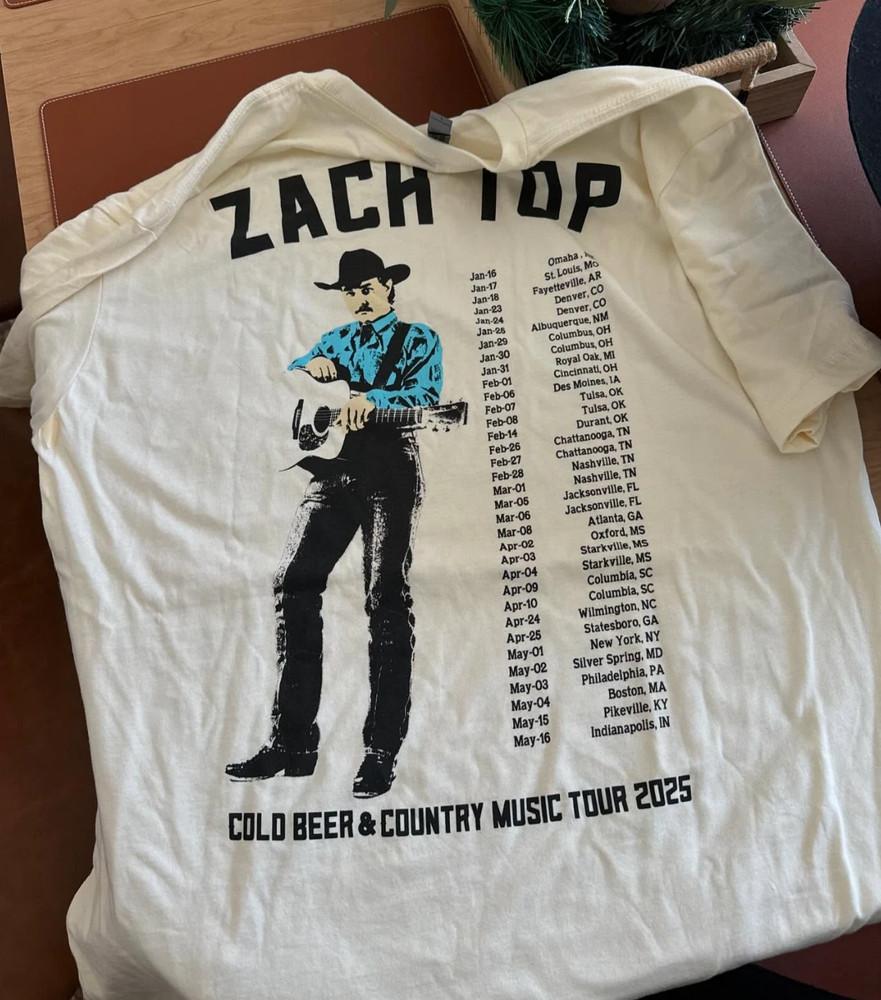 ZACH TOP
Jan-16 Omaha,
Jan-17 St. Louis, MO
Jan-18 Fayetteville, AR
Jan-23 Denver, CO
Jan-24 Denver, CO
Jan-25 Albuquerque, NM
Jan-29 Columbus, OH
Jan-30 Columbus, OH
Jan-31 Royal Oak, MI
Feb-01 Cincinnati, OH
Feb-06 Des Moines, IA
Feb-07 Tulsa, OK
Feb-08 Tulsa, OK
Feb-14 Durant, OK
Feb-26 Chattanooga, TN
Feb-27 Chattanooga, TN
Feb-28 Nashville, TN
Mar-01 Nashville, TN
Mar-05 Jacksonville, FL
Mar-06 Jacksonville, FL
Mar-08 Atlanta, GA
Apr-02 Oxford, MS
Apr-03 Starkville, MS
Apr-04 Starkville, MS
Apr-09 Columbia, SC
Apr-10 Columbia, SC
Apr-24 Wilmington, NC
Apr-25 Statesboro, GA
May-01 New York, NY
May-02 Silver Spring, MD
May-03 Philadelphia, PA
May-04 Boston, MA
May-15 Pikeville, KY
May-16 Indianapolis, IN
COLD BEER & COUNTRY MUSIC TOUR 2025